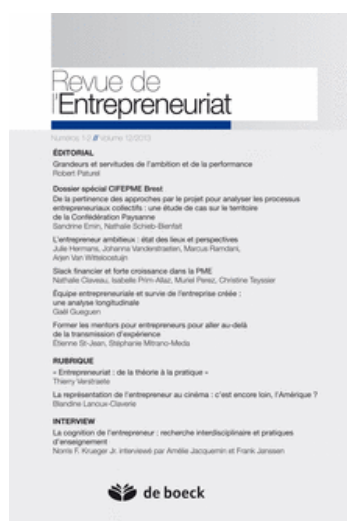 Revue de
l'Entrepreneuriat
Numéros 1-2 // Volume 12/2013
ÉDITORIAL
Grandeurs et servitudes de l'ambition et de la performance
Robert Paturel
Dossier spécial CIFEPME Brest
De la pertinence des approches par le projet pour analyser les processus
entrepreneuriaux collectifs : une étude de cas sur le territoire
de la Confédération Paysanne
Sandrine Emin, Nathalie Schieb-Bienfait
L'entrepreneur ambitieux : état des lieux et perspectives
Julie Hermans, Johanna Vanderstraeten, Marcus Ramdani,
Arjen Van Witteloostuijn
Slack financier et forte croissance dans la PME
Nathalie Claveau, Isabelle Prim-Allaz, Muriel Perez, Christine Teyssier
Équipe entrepreneuriale et survie de l'entreprise créée :
une analyse longitudinale
Gaël Gueguen
Former les mentors pour entrepreneurs pour aller au-delà
de la transmission d'expérience
Étienne St-Jean, Stéphanie Mitrano-Meda
RUBRIQUE
« Entrepreneuriat : de la théorie à la pratique »
Thierry Verstraete
La représentation de l'entrepreneur au cinéma : c'est encore loin, l'Amérique ?
Blandine Lanoux-Claverie
INTERVIEW
La cognition de l'entrepreneur : recherche interdisciplinaire et pratiques
d'enseignement
Norris F. Krueger Jr. interviewé par Amélie Jacquemin et Frank Janssen
de boeck